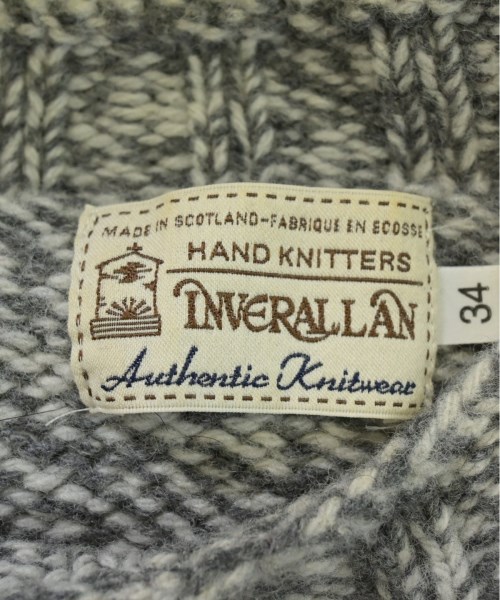 MADE IN SCOTLAND-FABRIQUE EN ECOSSE
HAND KNITTERS
INVERALLAN
Authentic Knitwear
34